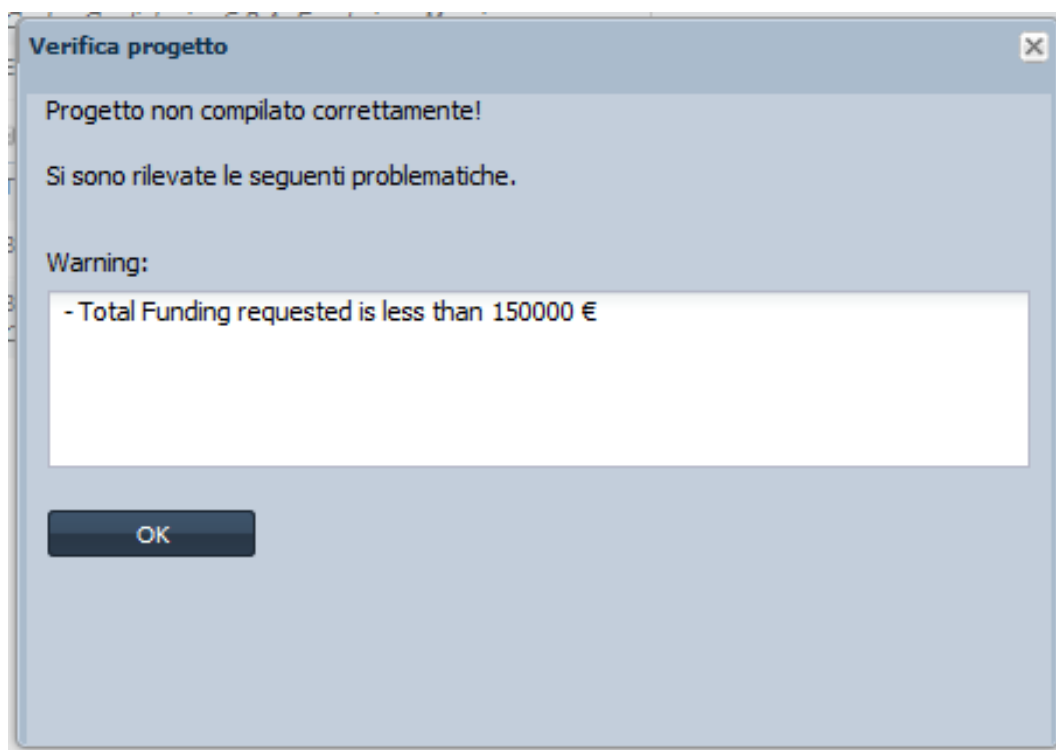 Verifica progetto
Progetto non compilato correttamente!
Si sono rilevate le seguenti problematiche.
Warning:
- Total Funding requested is less than 150000 €
OK